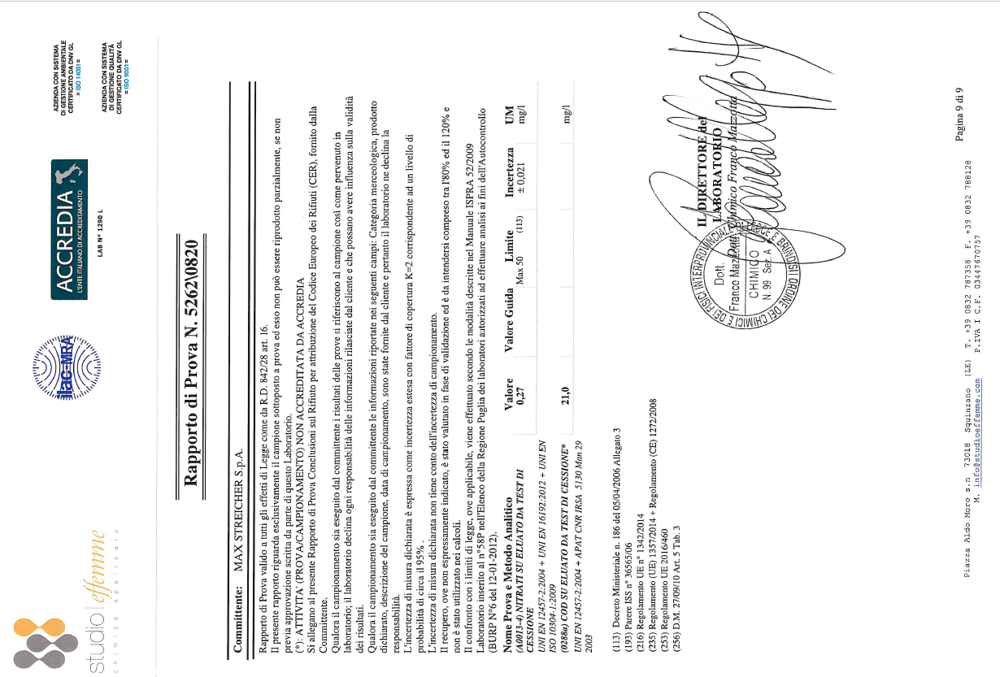 studio effemme
chimica applicata
ilac-MRA
ACCREDIA
L'ENTE ITALIANO DI ACCREDITAMENTO
LAB N° 1290 L
AZIENDA CON SISTEMA
DI GESTIONE AMBIENTALE
CERTIFICATO DA DNV GL
= ISO 14001 =
AZIENDA CON SISTEMA
DI GESTIONE QUALITÀ
CERTIFICATO DA DNV GL
= ISO 9001 =
Rapporto di Prova N. 5262\0820
Committente: MAX STREICHER S.p.A.
Rapporto di Prova valido a tutti gli effetti di Legge come da R.D. 842/28 art. 16.
Il presente rapporto riguarda esclusivamente il campione sottoposto a prova ed esso non può essere riprodotto parzialmente, se non
previa approvazione scritta da parte di questo Laboratorio.
(*): ATTIVITA' (PROVA/CAMPIONAMENTO) NON ACCREDITATA DA ACCREDIA
Si allegano al presente Rapporto di Prova Conclusioni sul Rifiuto per attribuzione del Codice Europeo dei Rifiuti (CER), fornito dalla
Committente.
Qualora il campionamento sia eseguito dal committente i risultati delle prove si riferiscono al campione così come pervenuto in
laboratorio; il laboratorio declina ogni responsabilità delle informazioni rilasciate dal cliente e che possano avere influenza sulla validità
dei risultati.
Qualora il campionamento sia eseguito dal committente le informazioni riportate nei seguenti campi: Categoria merceologica, prodotto
dichiarato, descrizione del campione, data di campionamento, sono state fornite dal cliente e pertanto il laboratorio ne declina la
responsabilità.
L'incertezza di misura dichiarata è espressa come incertezza estesa con fattore di copertura K=2 corrispondente ad un livello di
probabilità di circa il 95% .
L'incertezza di misura dichiarata non tiene conto dell'incertezza di campionamento.
Il recupero, ove non espressamente indicato, è stato valutato in fase di validazione ed è da intendersi compreso tra l'80% ed il 120% e
non è stato utilizzato nei calcoli.
Il confronto con i limiti di legge, ove applicabile, viene effettuato secondo le modalità descritte nel Manuale ISPRA 52/2009
Laboratorio inserito al n°58P nell'Elenco della Regione Puglia dei laboratori autorizzati ad effettuare analisi ai fini dell'Autocontrollo
(BURP N°6 del 12-01-2012).
Nome Prova e Metodo Analitico Valore Valore Guida Limite Incertezza UM
(A0013-4) NITRATI SU ELUATO DA TEST DI 0,27 Max 50 (113) ± 0,021 mg/l
CESSIONE
UNI EN 12457-2:2004 + UNI EN 16192:2012 + UNI EN
ISO 10304-1:2009
(0288a) COD SU ELUATO DA TEST DI CESSIONE* 21,0 mg/l
UNI EN 12457-2:2004 + APAT CNR IRSA 5130 Man 29
2003
(113) Decreto Ministeriale n. 186 del 05/04/2006 Allegato 3
(193) Parere ISS n° 36565/06
(216) Regolamento UE n° 1342/2014
(235) Regolamento (UE) 1357/2014 + Regolamento (CE) 1272/2008
(253) Regolamento UE 2016/460
(256) D.M. 27/09/10 Art. 5 Tab. 3
IL DIRETTORE del
LABORATORIO
Dott. Chimico Franco Mazzotta
Dott.
Franco Mazzotta
CHIMICO
N. 99 Sez. A
Pagina 9 di 9
Piazza Aldo Moro s.n 73018 Squinzano (LE) T. +39 0832 787358 F. +39 0832 788128
M. info@studioeffemme.com P.IVA I C.F. 03447670757